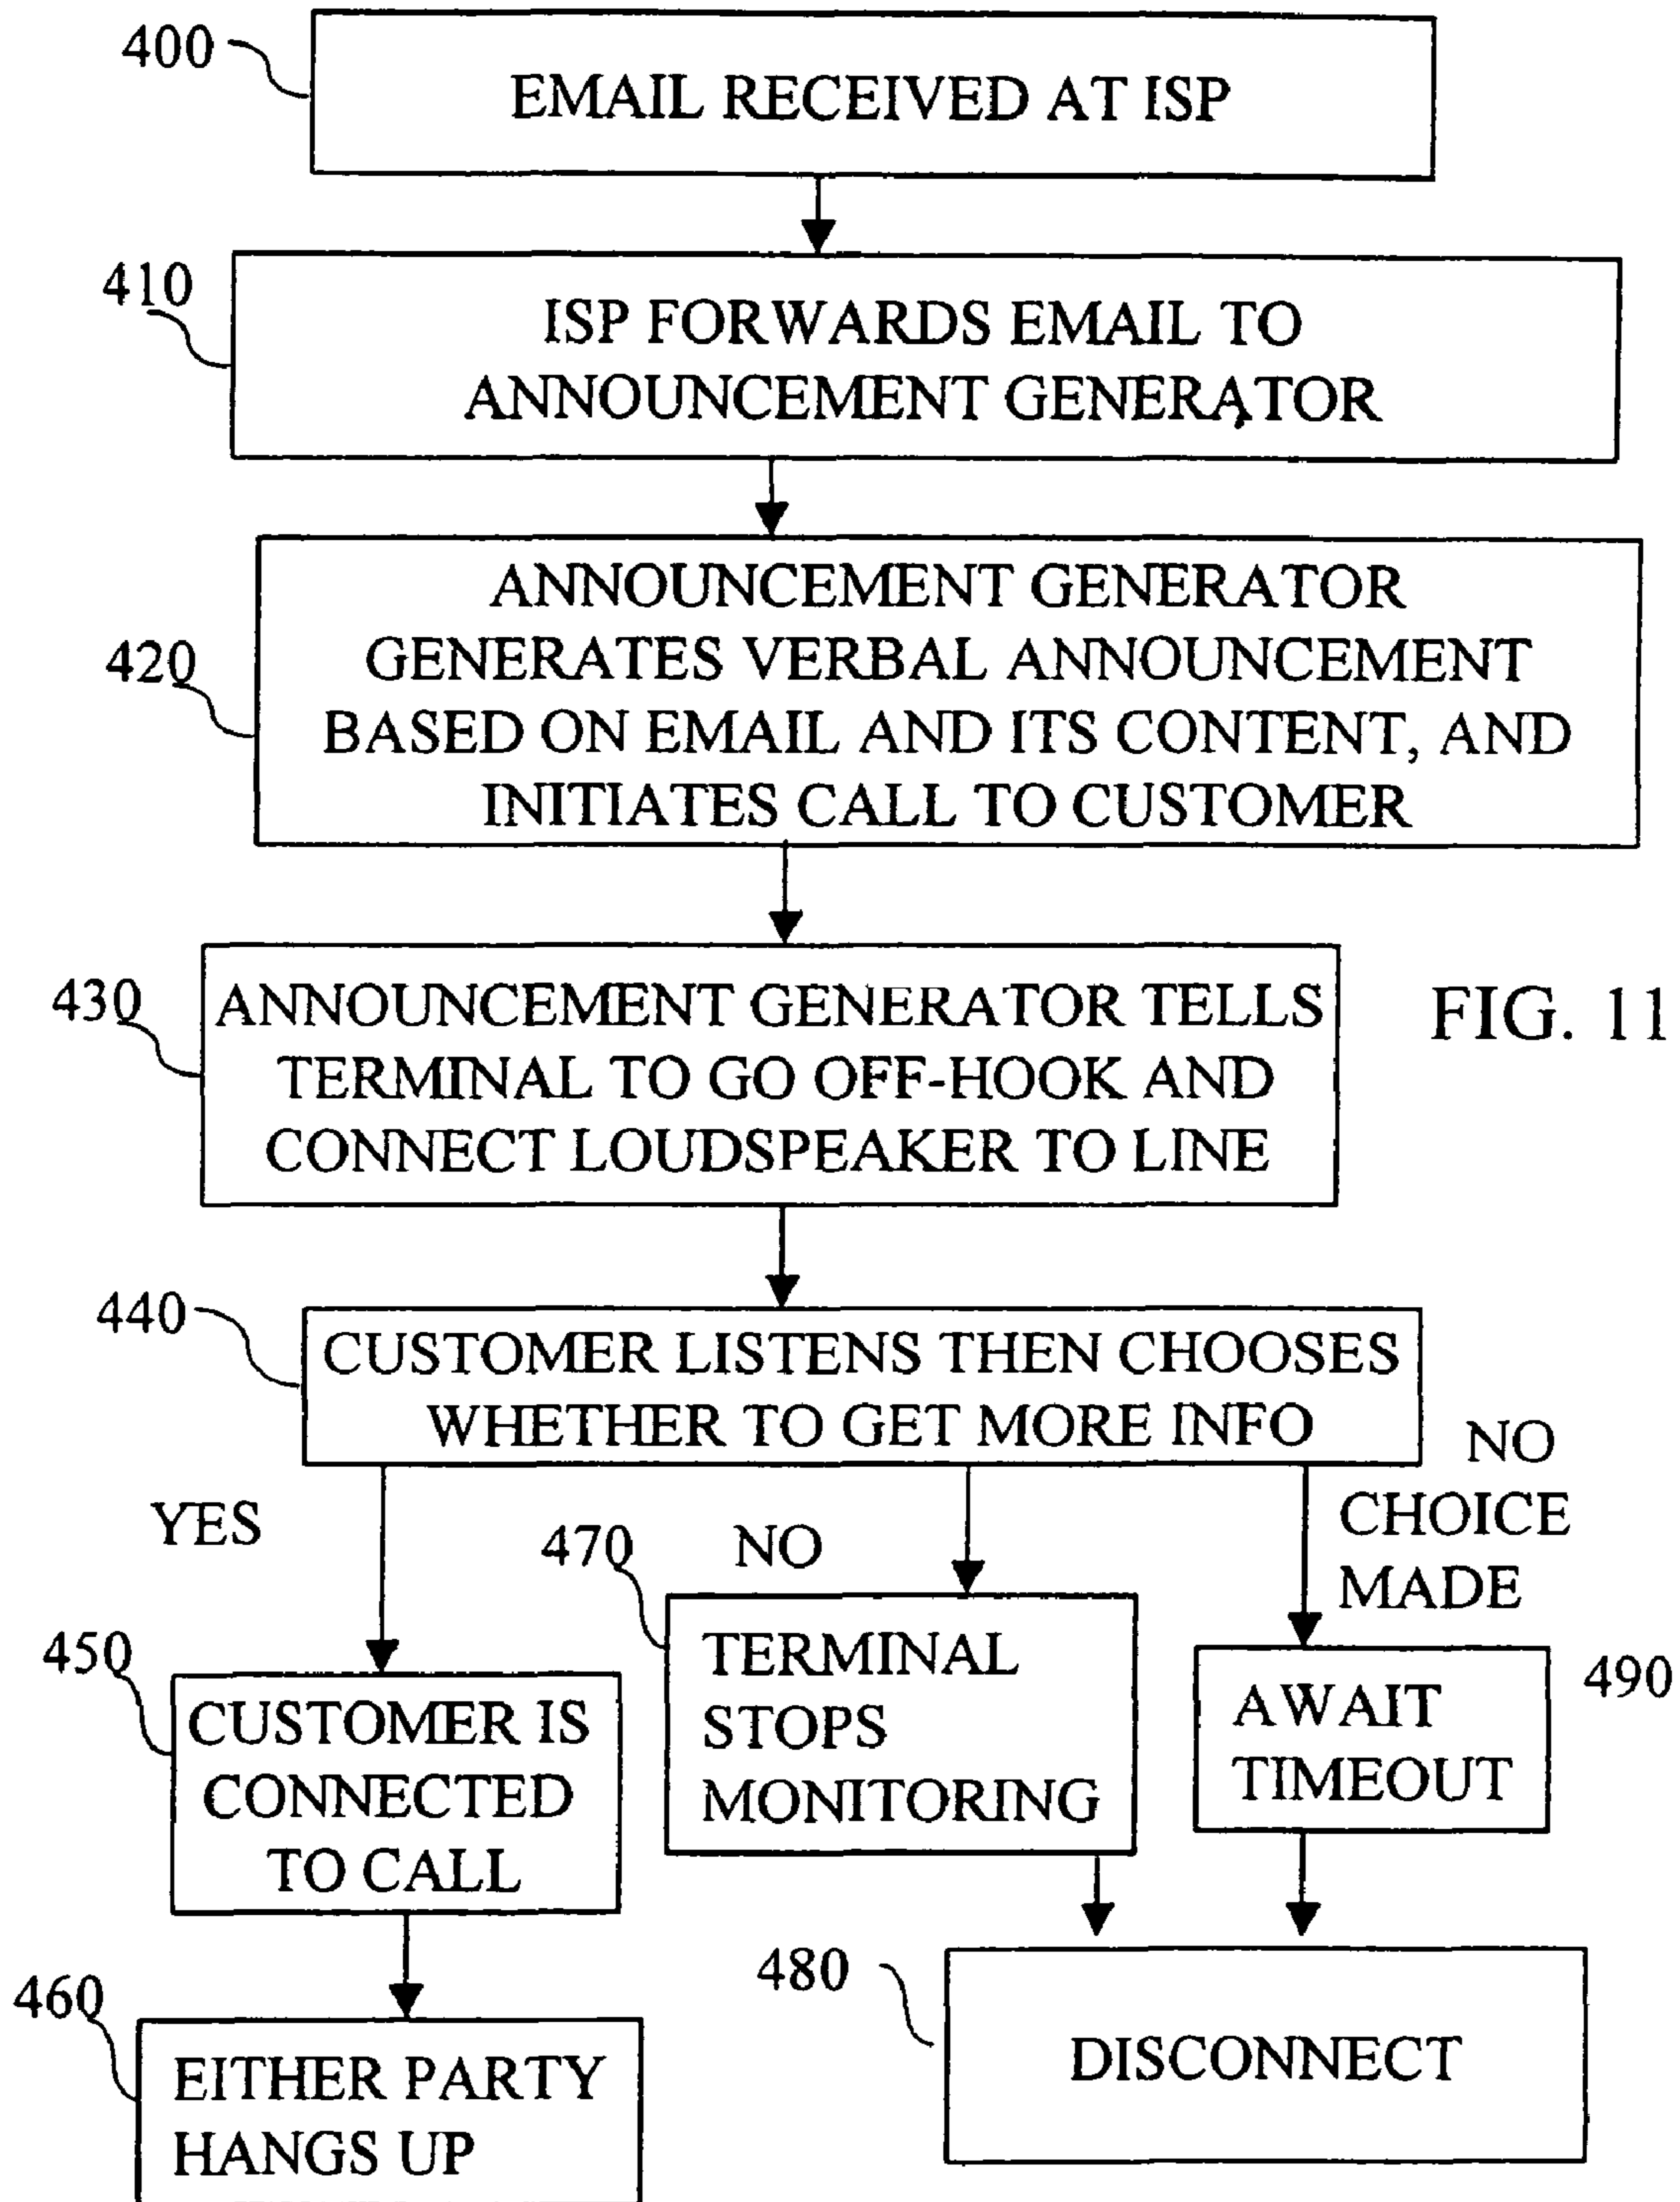 400
EMAIL RECEIVED AT ISP
410
ISP FORWARDS EMAIL TO
ANNOUNCEMENT GENERATOR
420
ANNOUNCEMENT GENERATOR
GENERATES VERBAL ANNOUNCEMENT
BASED ON EMAIL AND ITS CONTENT, AND
INITIATES CALL TO CUSTOMER
430
ANNOUNCEMENT GENERATOR TELLS
TERMINAL TO GO OFF-HOOK AND
CONNECT LOUDSPEAKER TO LINE
FIG. 11
440
CUSTOMER LISTENS THEN CHOOSES
WHETHER TO GET MORE INFO
YES
NO
NO
CHOICE
MADE
450
CUSTOMER IS
CONNECTED
TO CALL
470
TERMINAL
STOPS
MONITORING
490
AWAIT
TIMEOUT
460
EITHER PARTY
HANGS UP
480
DISCONNECT